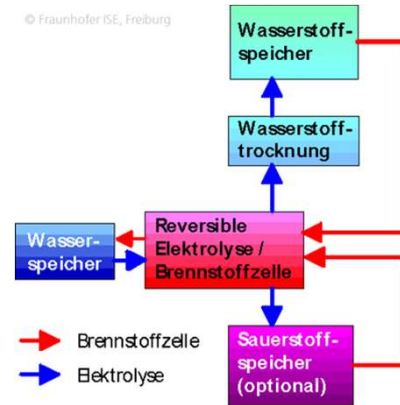 © Fraunhofer ISE, Freiburg
Wasserstoff-
speicher
Wasserstoff-
trocknung
Reversible
Elektrolyse /
Brennstoffzelle
Wasser-
speicher
Sauerstoff-
speicher
(optional)
Brennstoffzelle
Elektrolyse